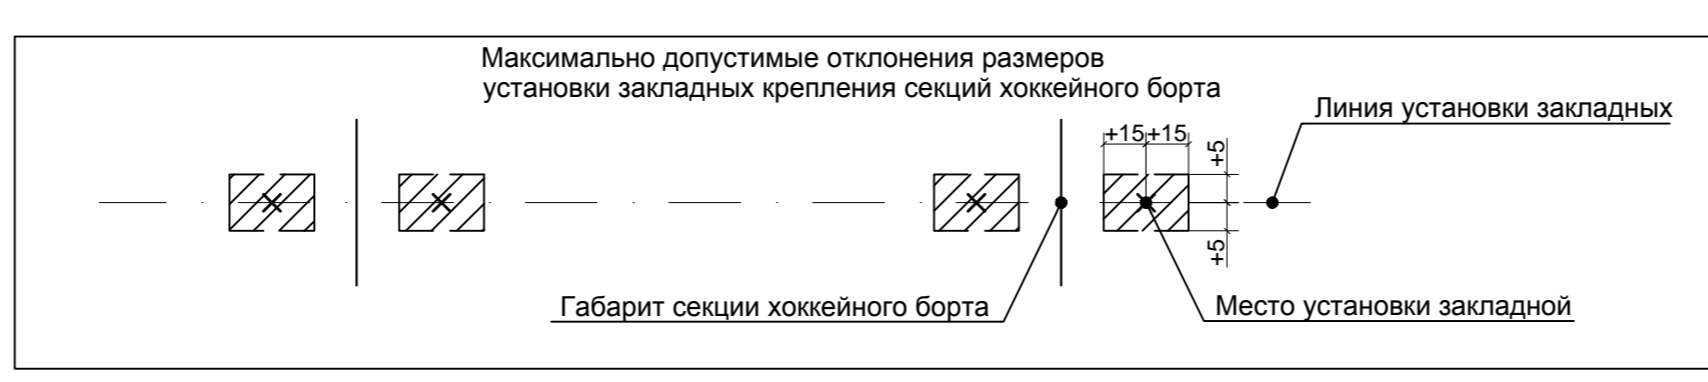 Максимально допустимые отклонения размеров
установки закладных крепления секций хоккейного борта
Линия установки закладных
+15 +15
+5
+5
Габарит секции хоккейного борта
Место установки закладной